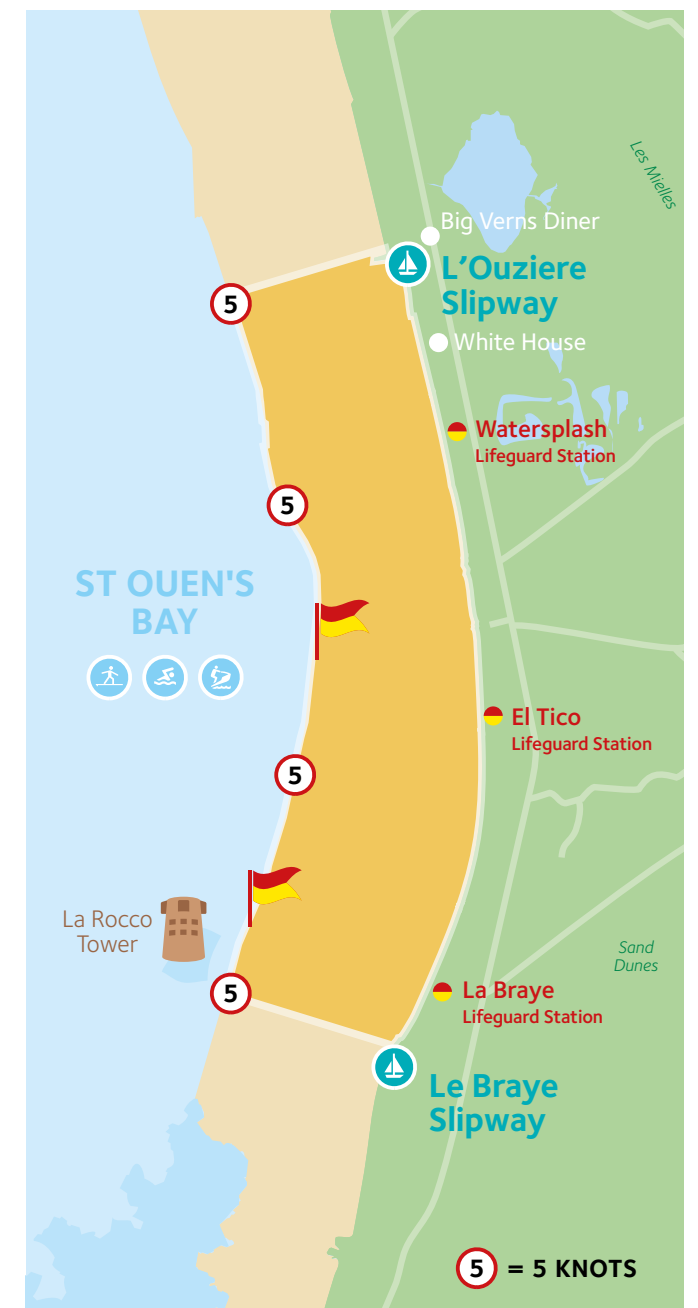 Les Mielles
Big Verns Diner
L'Ouziere
Slipway
5
White House
Watersplash
Lifeguard Station
5
ST OUEN'S
BAY
El Tico
Lifeguard Station
5
La Rocco
Tower
Sand
Dunes
5
La Braye
Lifeguard Station
Le Braye
Slipway
5 = 5 KNOTS